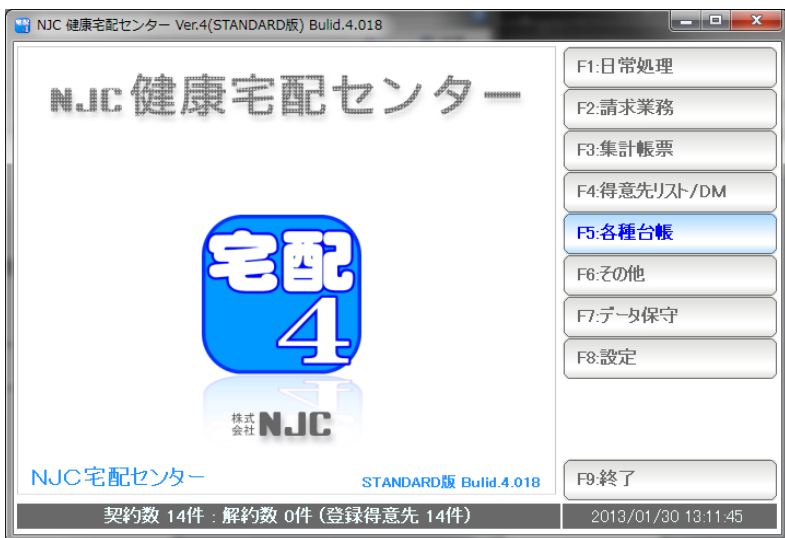 NJC 健康宅配センター Ver.4(STANDARD版) Bulid.4.018
NJC 健康宅配センター
宅配
4
株式
会社 NJC
NJC宅配センター
STANDARD版 Bulid.4.018
F1:日常処理
F2:請求業務
F3:集計帳票
F4:得意先リスト/DM
F5:各種台帳
F6:その他
F7:データ保守
F8:設定
F9:終了
契約数 14件 : 解約数 0件 (登録得意先 14件)
2013/01/30 13:11:45